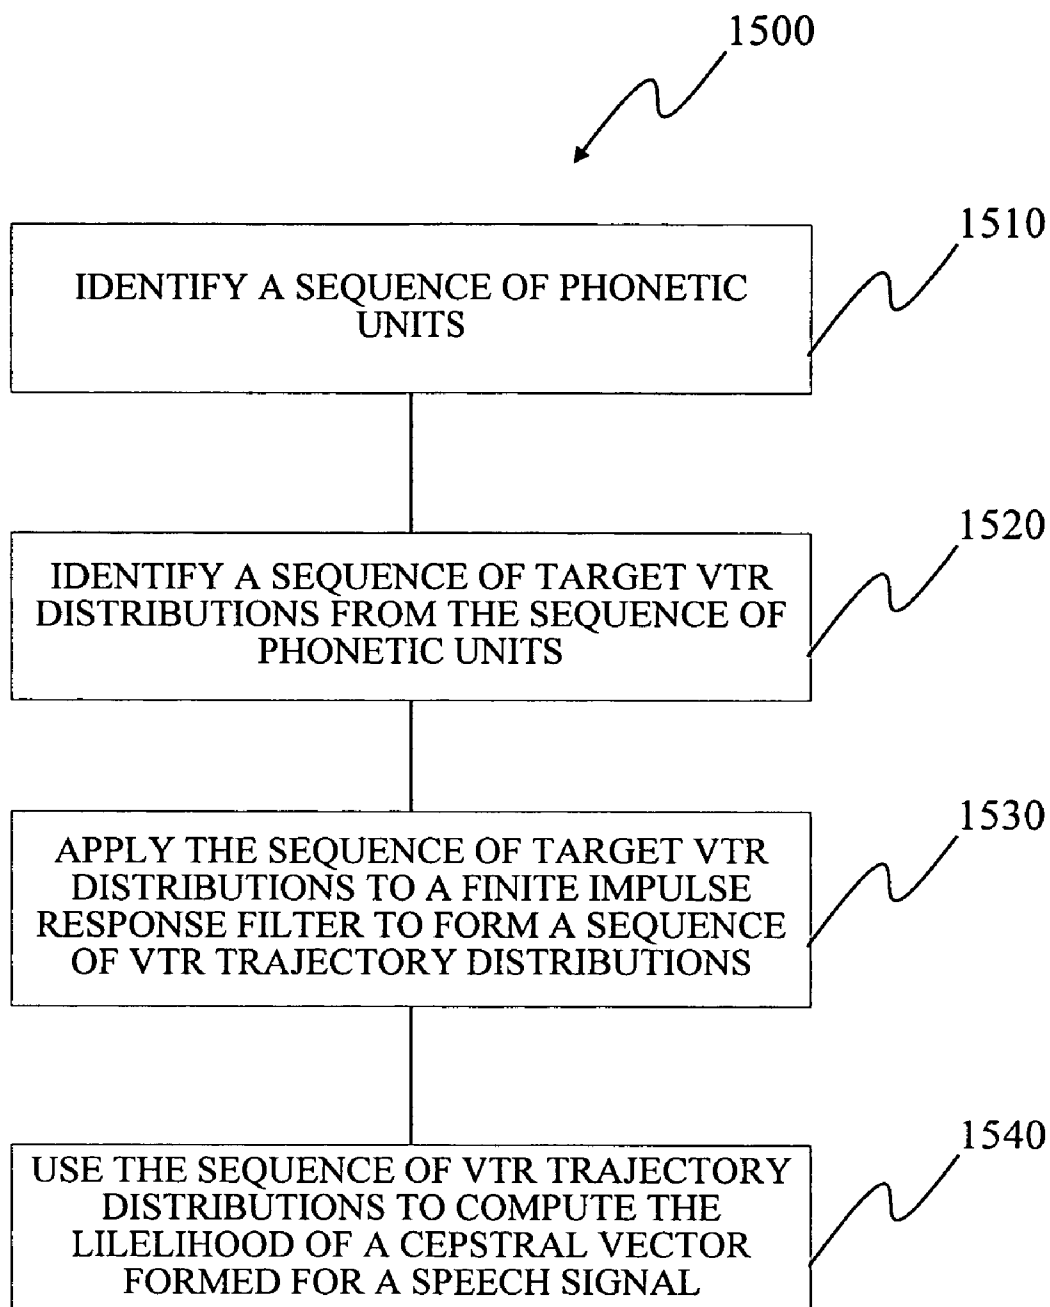 1500
1510
IDENTIFY A SEQUENCE OF PHONETIC
UNITS
1520
IDENTIFY A SEQUENCE OF TARGET VTR
DISTRIBUTIONS FROM THE SEQUENCE OF
PHONETIC UNITS
1530
APPLY THE SEQUENCE OF TARGET VTR
DISTRIBUTIONS TO A FINITE IMPULSE
RESPONSE FILTER TO FORM A SEQUENCE
OF VTR TRAJECTORY DISTRIBUTIONS
1540
USE THE SEQUENCE OF VTR TRAJECTORY
DISTRIBUTIONS TO COMPUTE THE
LILELIHOOD OF A CEPSTRAL VECTOR
FORMED FOR A SPEECH SIGNAL